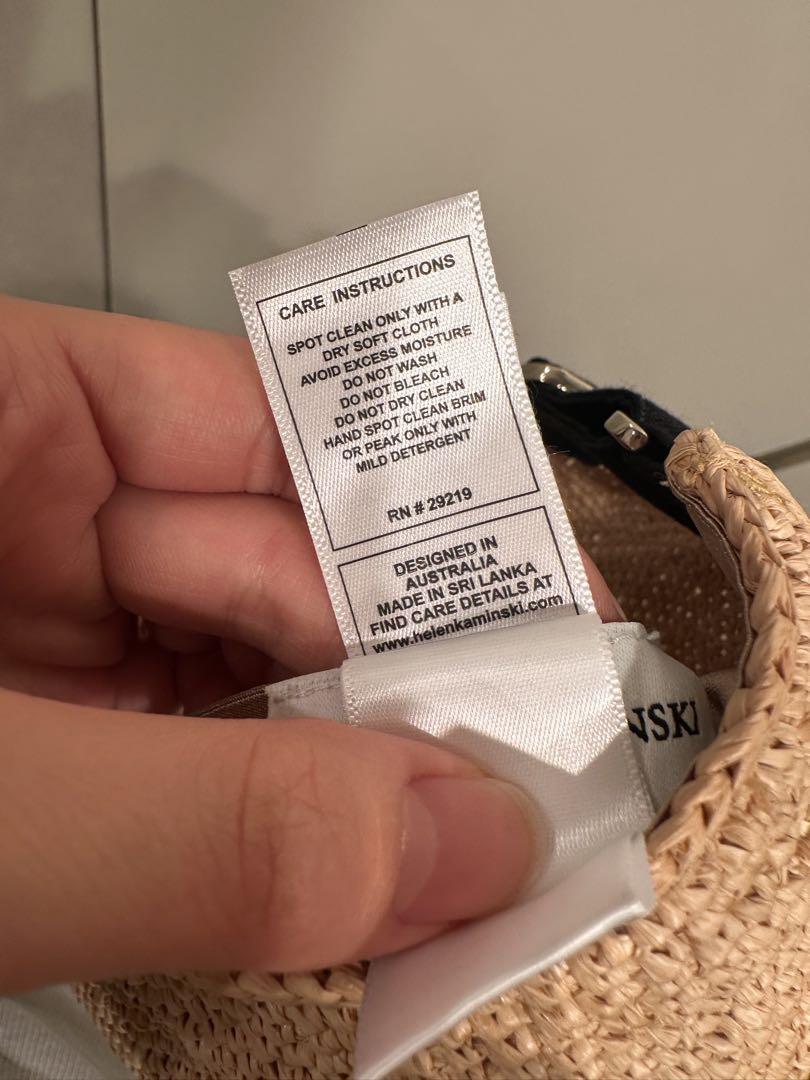 CARE INSTRUCTIONS
SPOT CLEAN ONLY WITH A
DRY SOFT CLOTH
AVOID EXCESS MOISTURE
DO NOT WASH
DO NOT BLEACH
DO NOT DRY CLEAN
HAND SPOT CLEAN BRIM
OR PEAK ONLY WITH
MILD DETERGENT
RN # 29219
DESIGNED IN
AUSTRALIA
MADE IN SRI LANKA
FIND CARE DETAILS AT
www.helenkaminski.com
NSKI